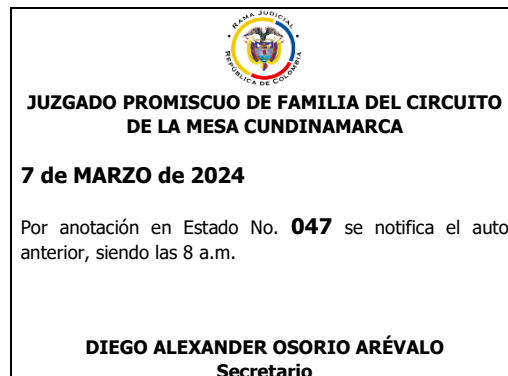 RAMA JUDICIAL
REPÚBLICA DE COLOMBIA
JUZGADO PROMISCUO DE FAMILIA DEL CIRCUITO
DE LA MESA CUNDINAMARCA
7 de MARZO de 2024
Por anotación en Estado No. 047 se notifica el auto
anterior, siendo las 8 a.m.
DIEGO ALEXANDER OSORIO ARÉVALO
Secretario